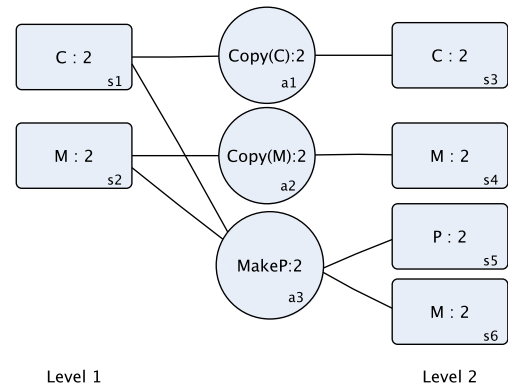 C : 2
s1
Copy(C):2
a1
C : 2
s3
M : 2
s2
Copy(M):2
a2
M : 2
s4
MakeP:2
a3
P : 2
s5
M : 2
s6
Level 1
Level 2